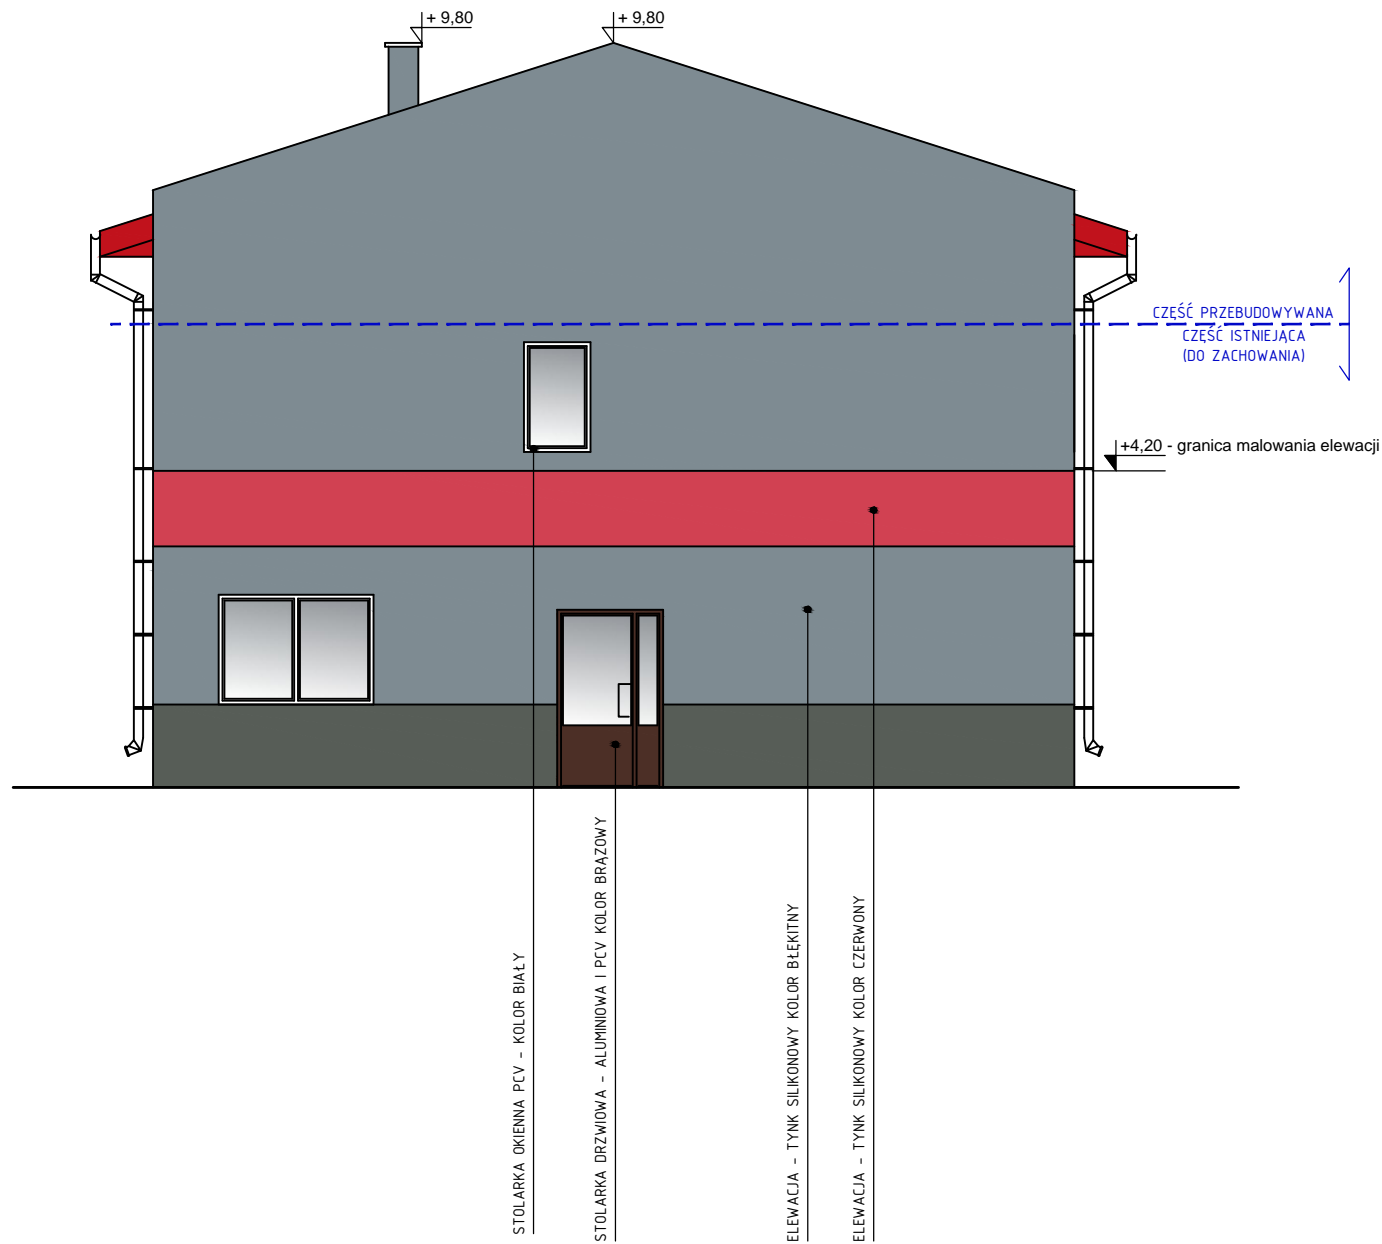 + 9,80
+ 9,80
CZĘŚĆ PRZEBUDOWYWANA
CZĘŚĆ ISTNIEJĄCA
(DO ZACHOWANIA)
+4,20 - granica malowania elewacji
STOLARKA OKIENNA PCV - KOLOR BIAŁY
STOLARKA DRZWIOWA - ALUMINIOWA I PCV KOLOR BRĄZOWY
ELEWACJA - TYNK SILIKONOWY KOLOR BŁĘKITNY
ELEWACJA - TYNK SILIKONOWY KOLOR CZERWONY